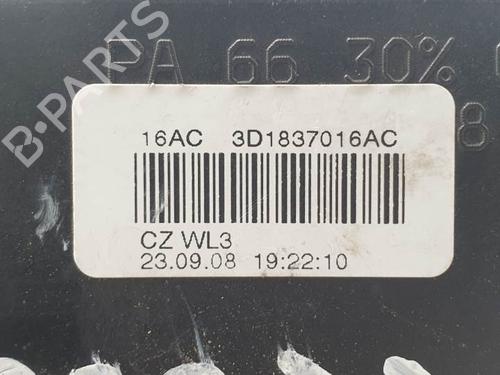 B-PARTS
PA 66 30%
8
16AC 3D1837016AC
CZ WL3
23.09.08 19:22:10